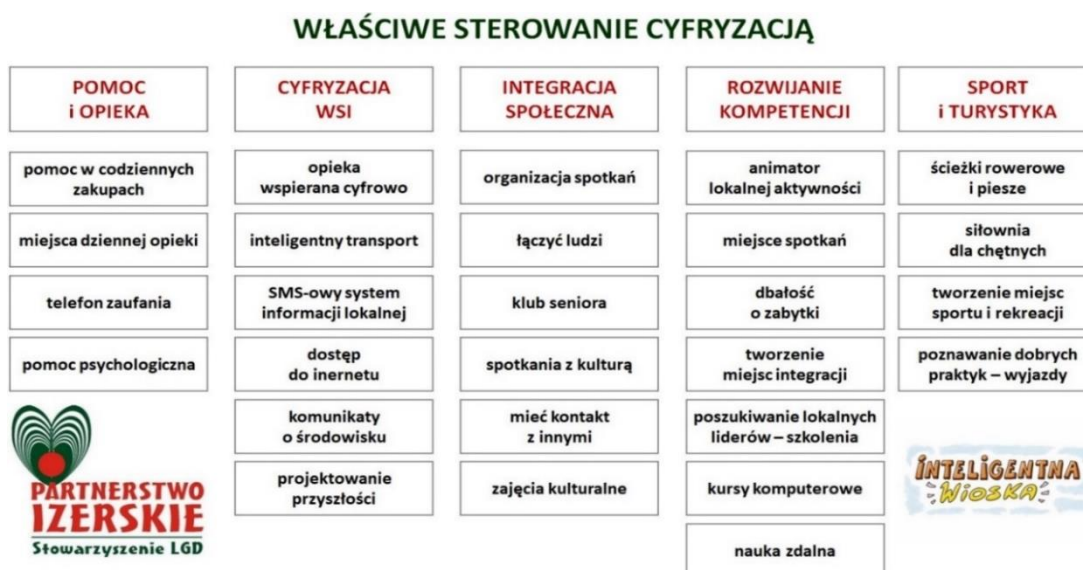 WŁAŚCIWE STEROWANIE CYFRYZACJĄ
POMOC
i OPIEKA
pomoc w codziennych
zakupach
miejsca dziennej opieki
telefon zaufania
pomoc psychologiczna
CYFRYZACJA
WSI
opieka
wspierana cyfrowo
inteligentny transport
SMS-owy system
informacji lokalnej
dostęp
do inernetu
komunikaty
o środowisku
projektowanie
przyszłości
INTEGRACJA
SPOŁECZNA
organizacja spotkań
łączyć ludzi
klub seniora
spotkania z kulturą
mieć kontakt
z innymi
zajęcia kulturalne
ROZWIJANIE
KOMPETENCJI
animator
lokalnej aktywności
miejsce spotkań
dbałość
o zabytki
tworzenie
miejsc integracji
poszukiwanie lokalnych
liderów – szkolenia
kursy komputerowe
nauka zdalna
SPORT
i TURYSTYKA
ścieżki rowerowe
i piesze
siłownia
dla chętnych
tworzenie miejsc
sportu i rekreacji
poznawanie dobrych
praktyk – wyjazdy
PARTNERSTWO
IZERSKIE
Stowarzyszenie LGD
INTELIGENTNA
WIOSKA